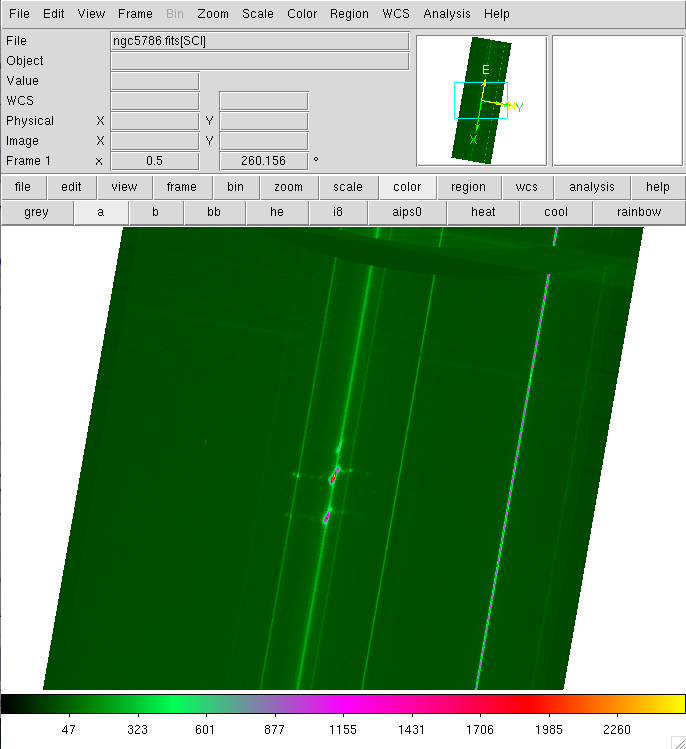 File Edit View Frame Bin Zoom Scale Color Region WCS Analysis Help
File ngc5786.fits[SCI]
Object
Value
WCS
Physical X Y
Image X Y
Frame 1 x 0.5 260.156 °
E
Y
X
file edit view frame bin zoom scale color region wcs analysis help
grey a b bb he i8 aips0 heat cool rainbow
47 323 601 877 1155 1431 1706 1985 2260